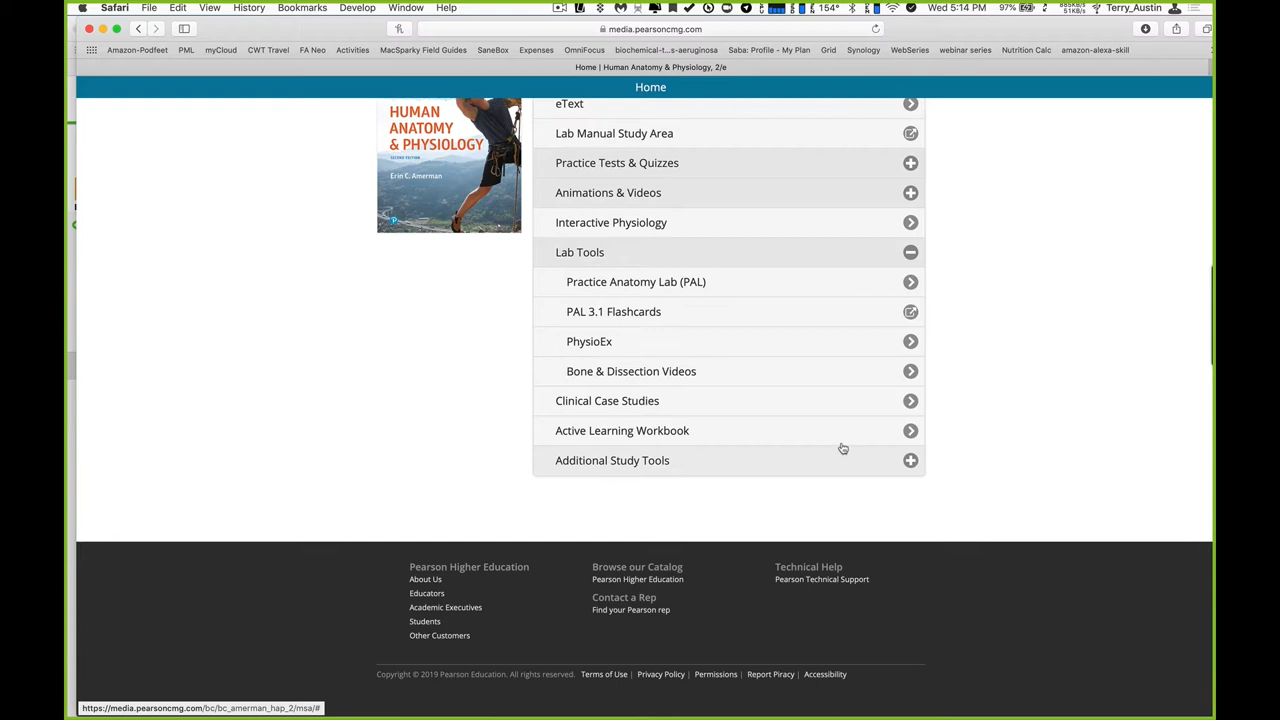 Safari File Edit View History Bookmarks Develop Window Help 154° Wed 5:14 PM 97% 885KB/s 51KB/s Terry_Austin
media.pearsoncmg.com
Amazon-Podfeet PML myCloud CWT Travel FA Neo Activities MacSparky Field Guides SaneBox Expenses OmniFocus biochemical-t...s-aeruginosa Saba: Profile - My Plan Grid Synology WebSeries webinar series Nutrition Calc amazon-alexa-skill
Home | Human Anatomy & Physiology, 2/e
Home
HUMAN
ANATOMY
& PHYSIOLOGY
SECOND EDITION
Erin C. Amerman
eText
Lab Manual Study Area
Practice Tests & Quizzes
Animations & Videos
Interactive Physiology
Lab Tools
Practice Anatomy Lab (PAL)
PAL 3.1 Flashcards
PhysioEx
Bone & Dissection Videos
Clinical Case Studies
Active Learning Workbook
Additional Study Tools
Pearson Higher Education
About Us
Educators
Academic Executives
Students
Other Customers
Browse our Catalog
Pearson Higher Education
Contact a Rep
Find your Pearson rep
Technical Help
Pearson Technical Support
Copyright © 2019 Pearson Education. All rights reserved. Terms of Use | Privacy Policy | Permissions | Report Piracy | Accessibility
https://media.pearsoncmg.com/bc/bc_amerman_hap_2/msa/#